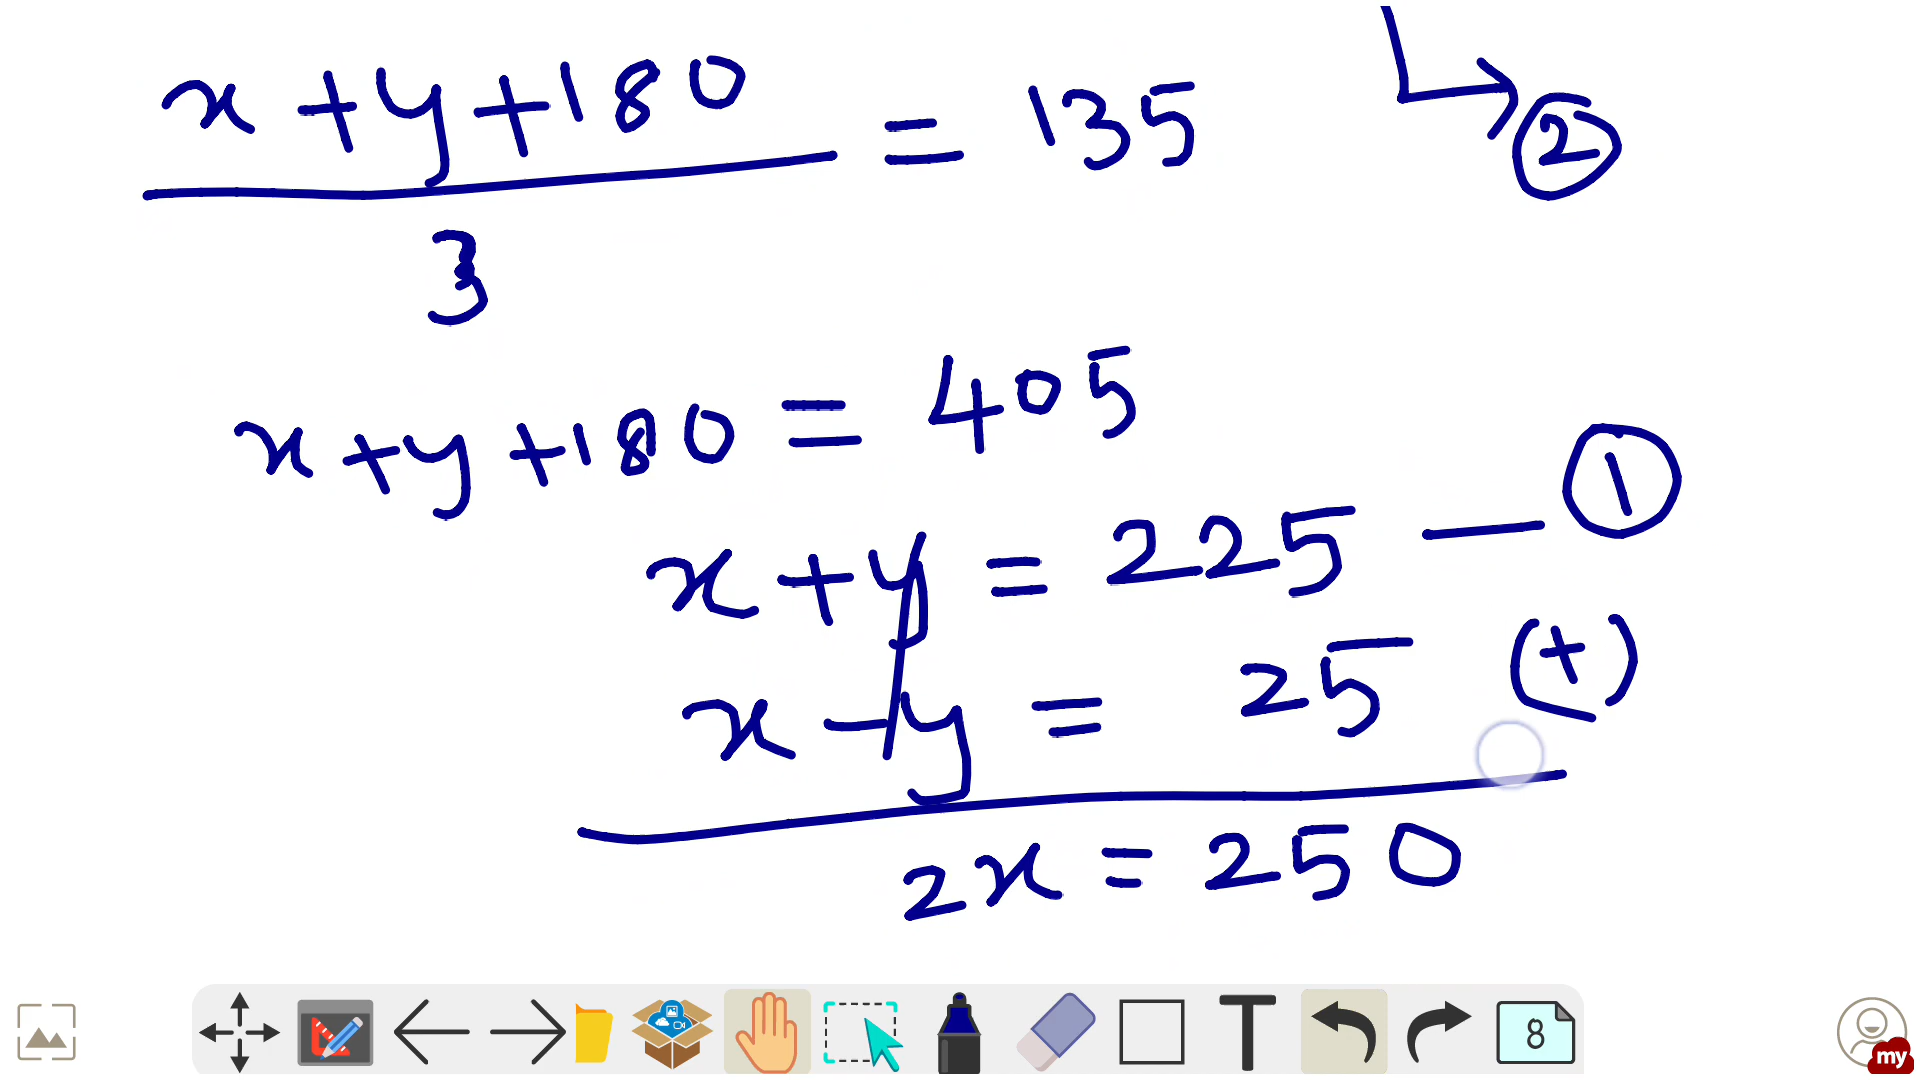 x + y + 180 = 135
3
②
x + y + 180 = 405
x + y = 225 — ①
x - y = 25 (+)
2x = 250
T 8
my